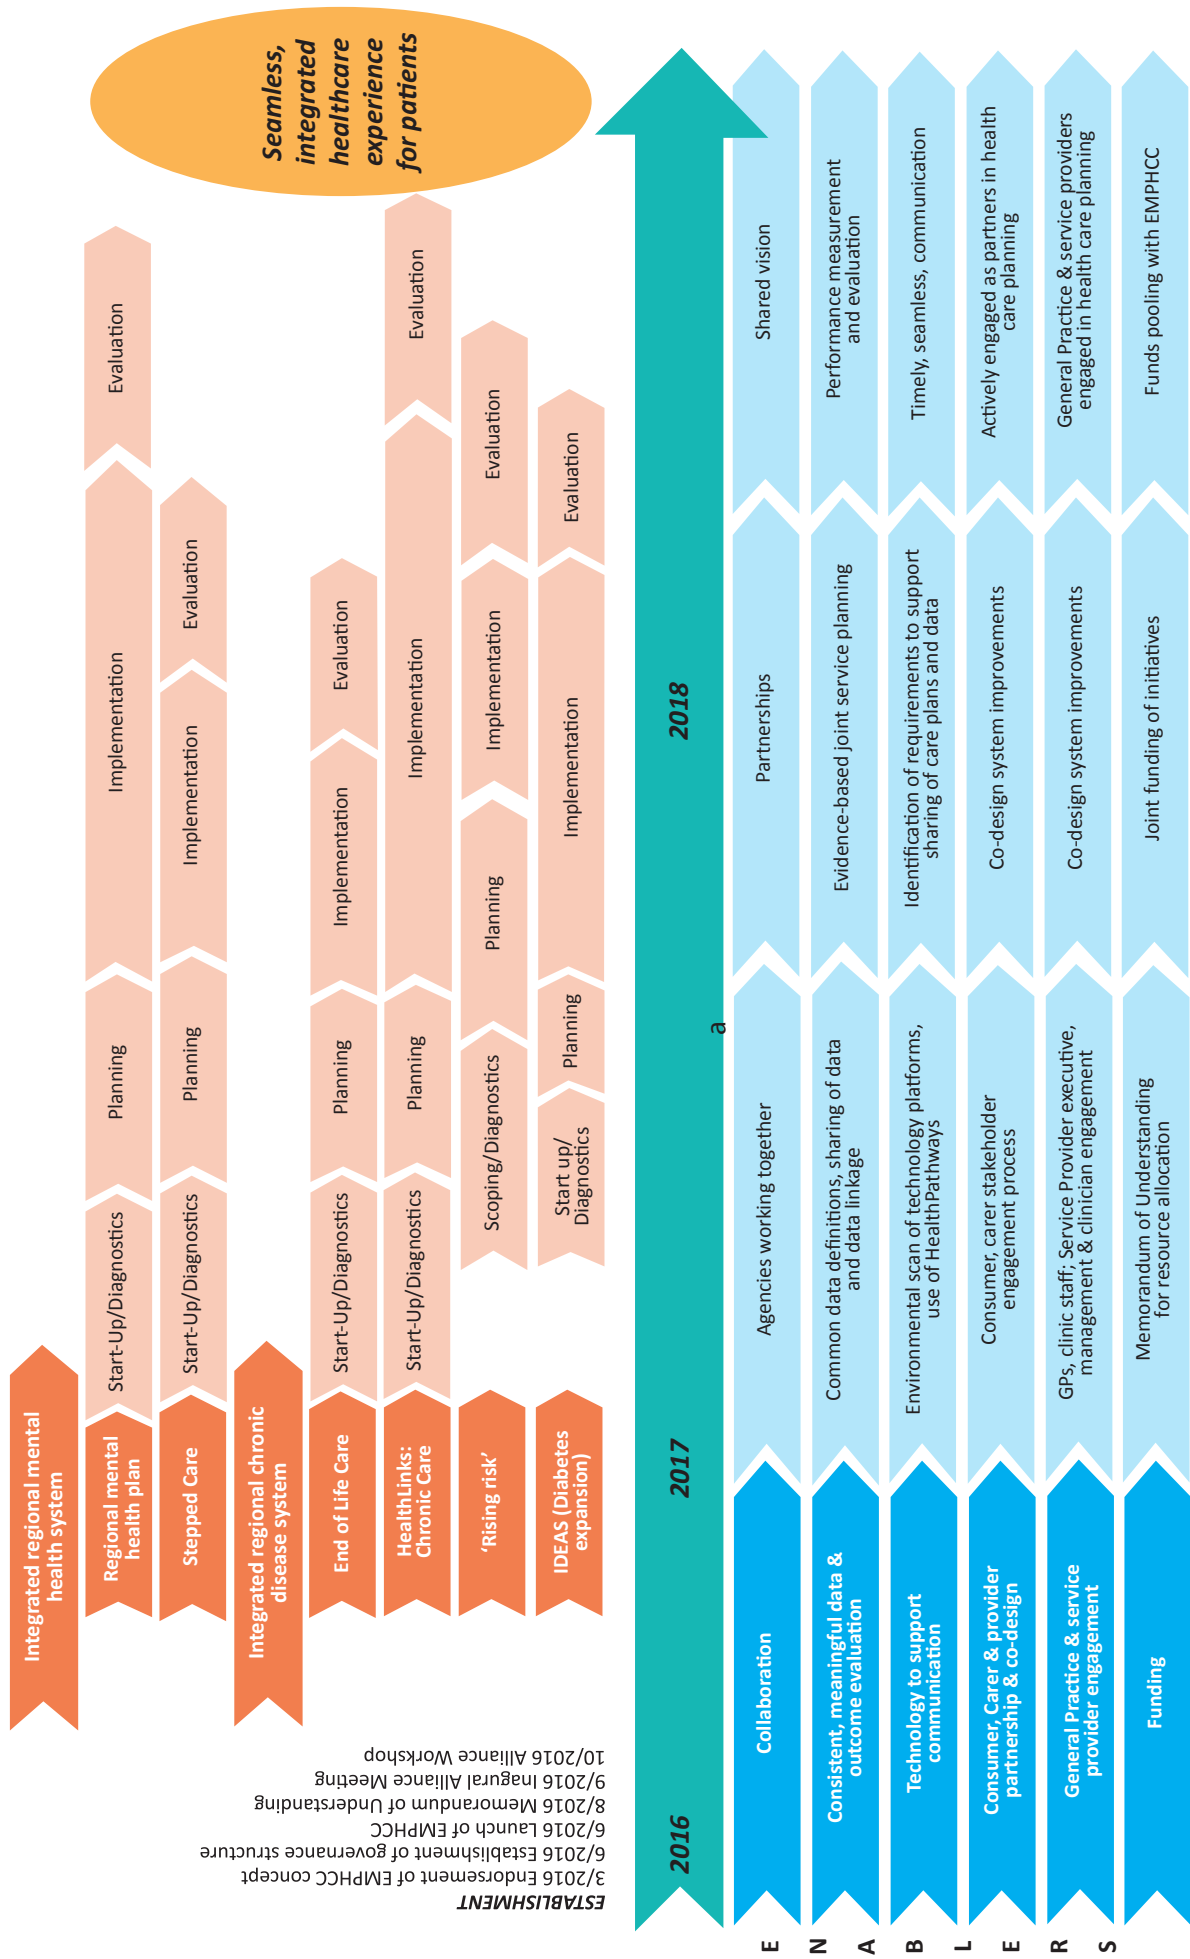 Integrated regional mental
health system
Regional mental
health plan
Start-Up/Diagnostics
Planning
Implementation
Evaluation
Stepped Care
Start-Up/Diagnostics
Planning
Implementation
Evaluation
Integrated regional chronic
disease system
End of Life Care
Start-Up/Diagnostics
Planning
Implementation
Evaluation
HealthLinks:
Chronic Care
Start-Up/Diagnostics
Planning
Implementation
Evaluation
‘Rising risk’
Scoping/Diagnostics
Planning
Implementation
Evaluation
IDEAS (Diabetes
expansion)
Start up/
Diagnostics
Planning
Implementation
Evaluation
Seamless,
integrated
healthcare
experience
for patients
ESTABLISHMENT
3/2016 Endorsement of EMPHCC concept
6/2016 Establishment of governance structure
6/2016 Launch of EMPHCC
8/2016 Memorandum of Understanding
9/2016 Inagural Alliance Meeting
10/2016 Alliance Workshop
2016
2017
2018
a
E
N
A
B
L
E
R
S
Collaboration
Agencies working together
Partnerships
Shared vision
Consistent, meaningful data &
outcome evaluation
Common data definitions, sharing of data
and data linkage
Evidence-based joint service planning
Performance measurement
and evaluation
Technology to support
communication
Environmental scan of technology platforms,
use of HealthPathways
Identification of requirements to support
sharing of care plans and data
Timely, seamless, communication
Consumer, Carer & provider
partnership & co-design
Consumer, carer stakeholder
engagement process
Co-design system improvements
Actively engaged as partners in health
care planning
General Practice & service
provider engagement
GPs, clinic staff; Service Provider executive,
management & clinician engagement
Co-design system improvements
General Practice & service providers
engaged in health care planning
Funding
Memorandum of Understanding
for resource allocation
Joint funding of initiatives
Funds pooling with EMPHCC